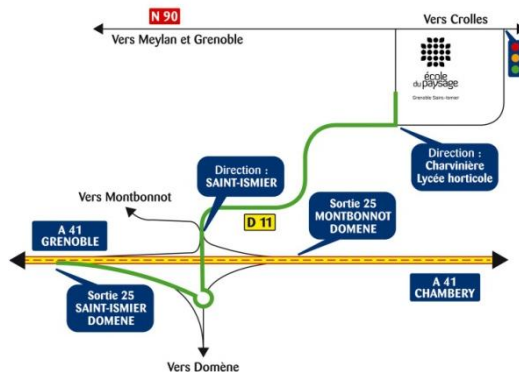 N 90
Vers Crolles
Vers Meylan et Grenoble
école
du paysage
Grenoble Saint-Ismier
Direction :
SAINT-ISMIER
Direction :
Charvinière
Lycée horticole
Vers Montbonnot
Sortie 25
MONTBONNOT
DOMENE
D 11
A 41
GRENOBLE
A 41
CHAMBERY
Sortie 25
SAINT-ISMIER
DOMENE
Vers Domène